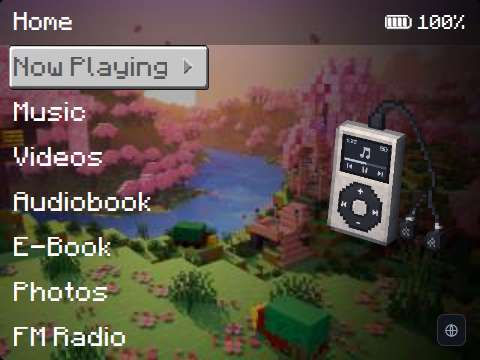 Home
100%
Now Playing
Music
Videos
Audiobook
E-Book
Photos
FM Radio